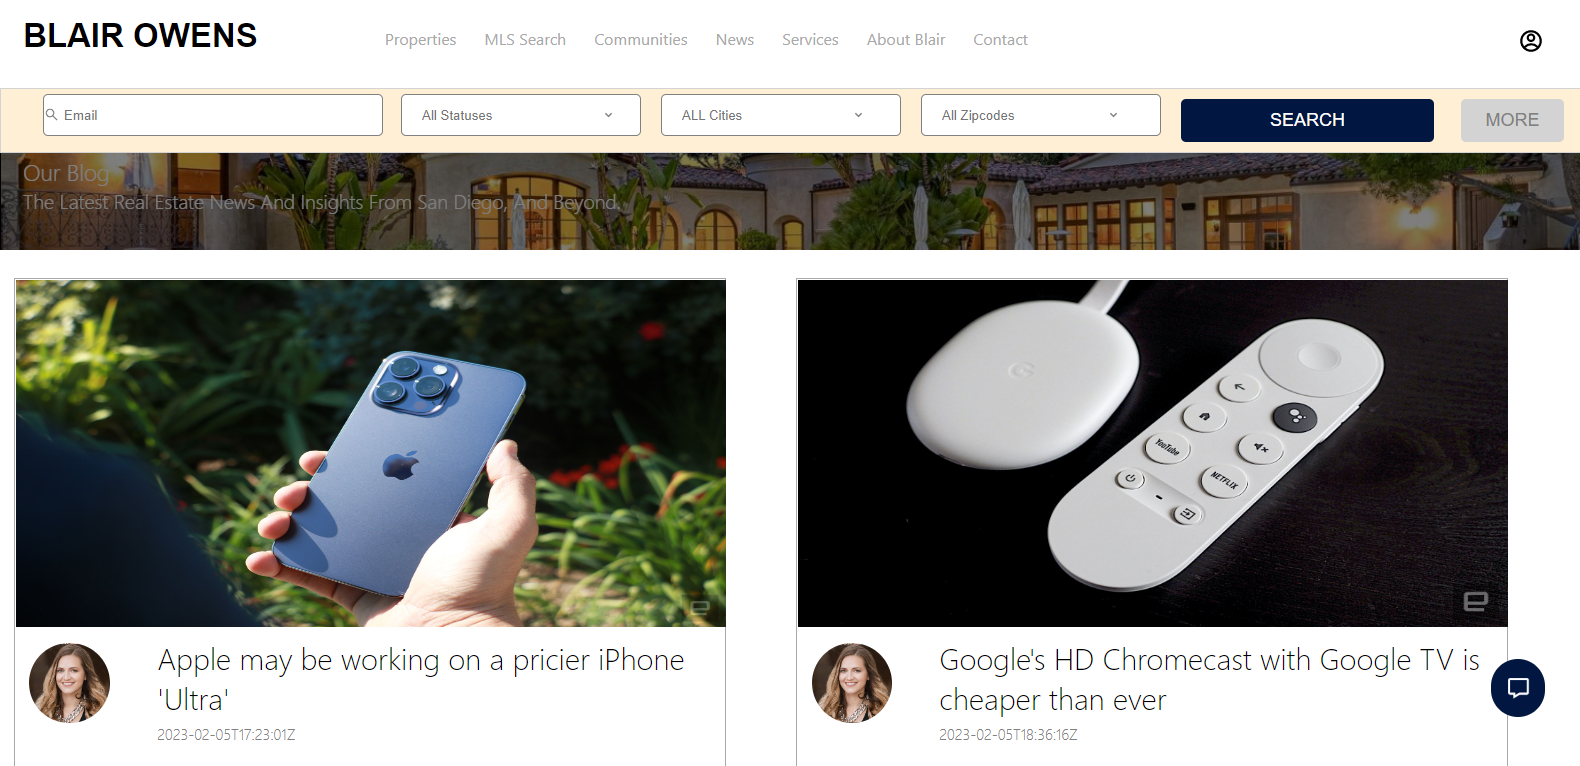 BLAIR OWENS
Properties MLS Search Communities News Services About Blair Contact
Email All Statuses ALL Cities All Zipcodes SEARCH MORE
Our Blog
The Latest Real Estate News And Insights From San Diego, And Beyond.
YouTube
NETFLIX
Apple may be working on a pricier iPhone
'Ultra'
2023-02-05T17:23:01Z
Google's HD Chromecast with Google TV is
cheaper than ever
2023-02-05T18:36:16Z